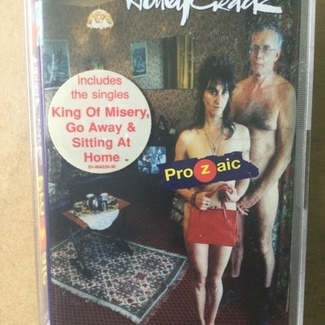 HoneyCrack
includes
the singles
King Of Misery,
Go Away &
Sitting At
Home
Prozaic